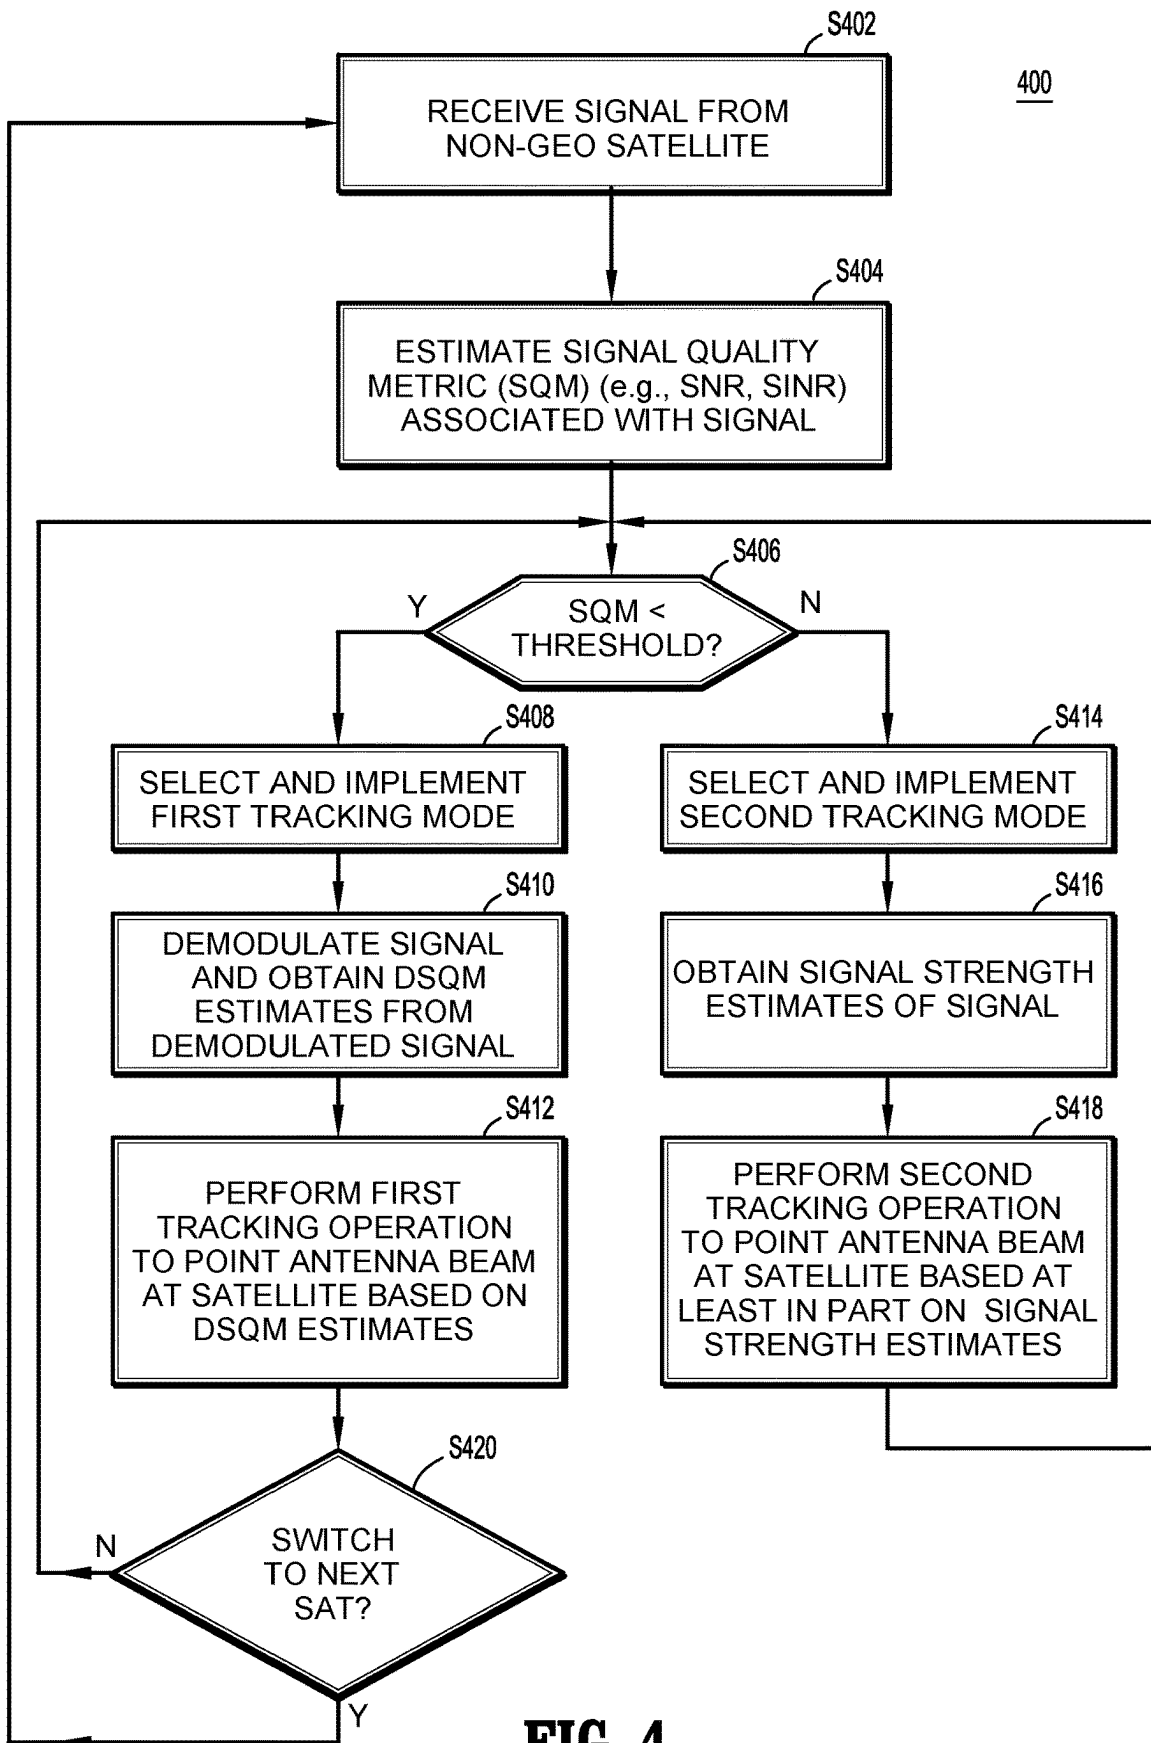 S402
400
RECEIVE SIGNAL FROM
NON-GEO SATELLITE
S404
ESTIMATE SIGNAL QUALITY
METRIC (SQM) (e.g., SNR, SINR)
ASSOCIATED WITH SIGNAL
S406
Y
SQM <
THRESHOLD?
N
S408
SELECT AND IMPLEMENT
FIRST TRACKING MODE
S414
SELECT AND IMPLEMENT
SECOND TRACKING MODE
S410
DEMODULATE SIGNAL
AND OBTAIN DSQM
ESTIMATES FROM
DEMODULATED SIGNAL
S416
OBTAIN SIGNAL STRENGTH
ESTIMATES OF SIGNAL
S412
PERFORM FIRST
TRACKING OPERATION
TO POINT ANTENNA BEAM
AT SATELLITE BASED ON
DSQM ESTIMATES
S418
PERFORM SECOND
TRACKING OPERATION
TO POINT ANTENNA BEAM
AT SATELLITE BASED AT
LEAST IN PART ON SIGNAL
STRENGTH ESTIMATES
S420
N
SWITCH
TO NEXT
SAT?
Y
FIG. 4